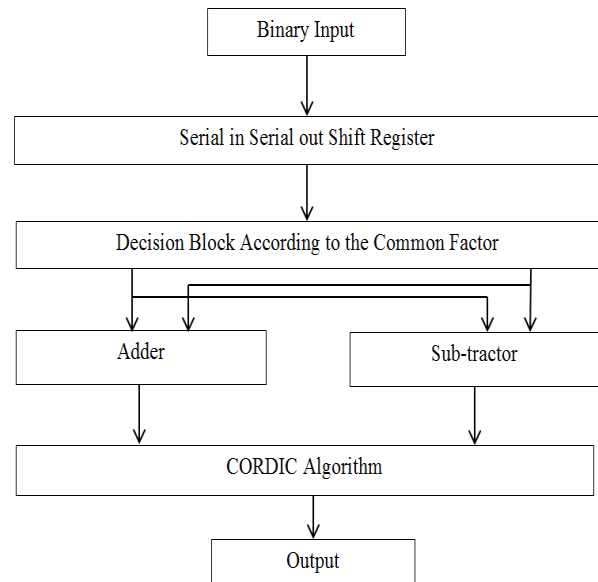 Binary Input
Serial in Serial out Shift Register
Decision Block According to the Common Factor
Adder
Sub-tractor
CORDIC Algorithm
Output